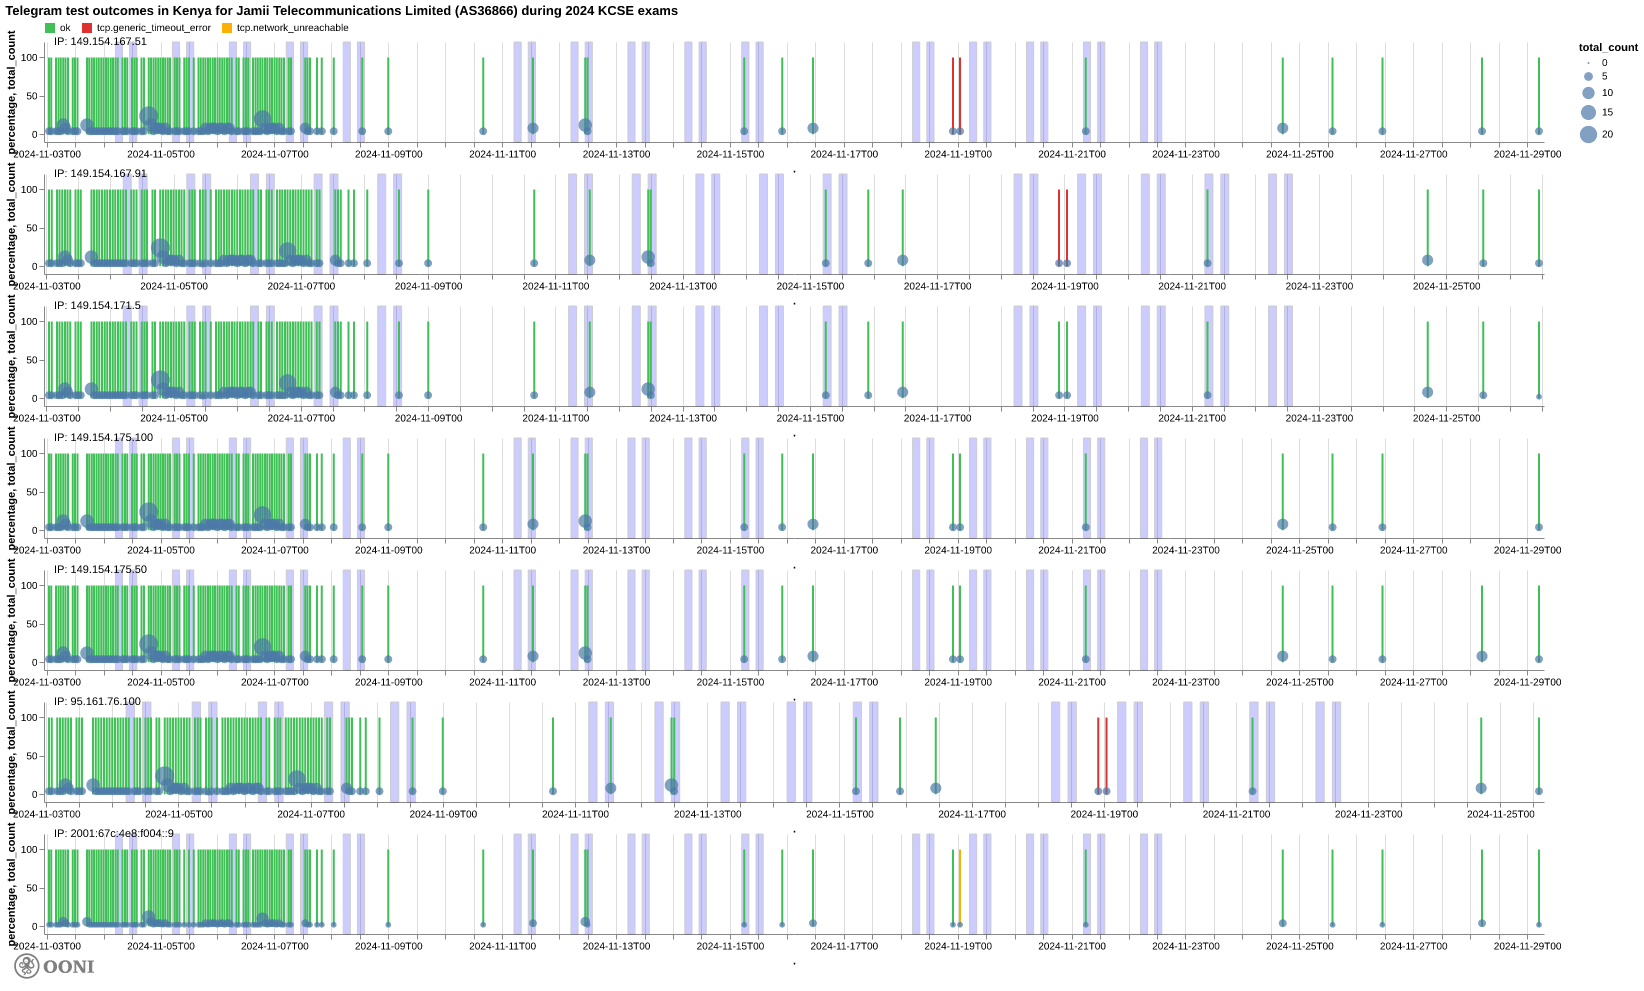 Telegram test outcomes in Kenya for Jamii Telecommunications Limited (AS36866) during 2024 KCSE exams
ok tcp.generic_timeout_error tcp.network_unreachable
IP: 149.154.167.51
percentage, total_count
100
50
0
2024-11-03T00 2024-11-05T00 2024-11-07T00 2024-11-09T00 2024-11-11T00 2024-11-13T00 2024-11-15T00 2024-11-17T00 2024-11-19T00 2024-11-21T00 2024-11-23T00 2024-11-25T00 2024-11-27T00 2024-11-29T00
total_count
0
5
10
15
20
IP: 149.154.167.91
percentage, total_count
100
50
0
2024-11-03T00 2024-11-05T00 2024-11-07T00 2024-11-09T00 2024-11-11T00 2024-11-13T00 2024-11-15T00 2024-11-17T00 2024-11-19T00 2024-11-21T00 2024-11-23T00 2024-11-25T00
IP: 149.154.171.5
percentage, total_count
100
50
0
2024-11-03T00 2024-11-05T00 2024-11-07T00 2024-11-09T00 2024-11-11T00 2024-11-13T00 2024-11-15T00 2024-11-17T00 2024-11-19T00 2024-11-21T00 2024-11-23T00 2024-11-25T00
IP: 149.154.175.100
percentage, total_count
100
50
0
2024-11-03T00 2024-11-05T00 2024-11-07T00 2024-11-09T00 2024-11-11T00 2024-11-13T00 2024-11-15T00 2024-11-17T00 2024-11-19T00 2024-11-21T00 2024-11-23T00 2024-11-25T00 2024-11-27T00 2024-11-29T00
IP: 149.154.175.50
percentage, total_count
100
50
0
2024-11-03T00 2024-11-05T00 2024-11-07T00 2024-11-09T00 2024-11-11T00 2024-11-13T00 2024-11-15T00 2024-11-17T00 2024-11-19T00 2024-11-21T00 2024-11-23T00 2024-11-25T00 2024-11-27T00 2024-11-29T00
IP: 95.161.76.100
percentage, total_count
100
50
0
2024-11-03T00 2024-11-05T00 2024-11-07T00 2024-11-09T00 2024-11-11T00 2024-11-13T00 2024-11-15T00 2024-11-17T00 2024-11-19T00 2024-11-21T00 2024-11-23T00 2024-11-25T00
IP: 2001:67c:4e8:f004::9
percentage, total_count
100
50
0
2024-11-03T00 2024-11-05T00 2024-11-07T00 2024-11-09T00 2024-11-11T00 2024-11-13T00 2024-11-15T00 2024-11-17T00 2024-11-19T00 2024-11-21T00 2024-11-23T00 2024-11-25T00 2024-11-27T00 2024-11-29T00
OONI